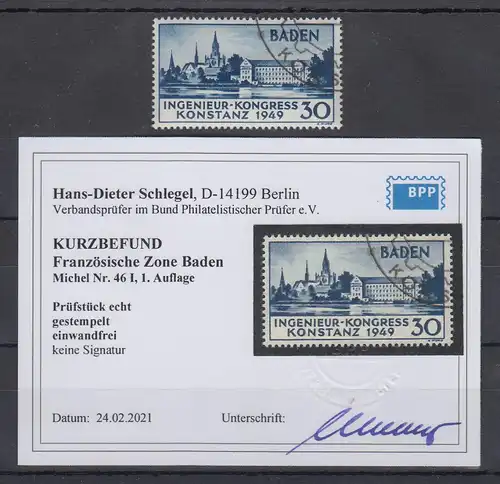 BADEN
INGENIEUR-KONGRESS
KONSTANZ 1949 30
Hans-Dieter Schlegel, D-14199 Berlin
Verbandsprüfer im Bund Philatelistischer Prüfer e.V.
BPP
KURZBEFUND
Französische Zone Baden
Michel Nr. 46 I, 1. Auflage
Prüfstück echt
gestempelt
einwandfrei
keine Signatur
BADEN
INGENIEUR-KONGRESS
KONSTANZ 1949 30
Datum: 24.02.2021
Unterschrift: